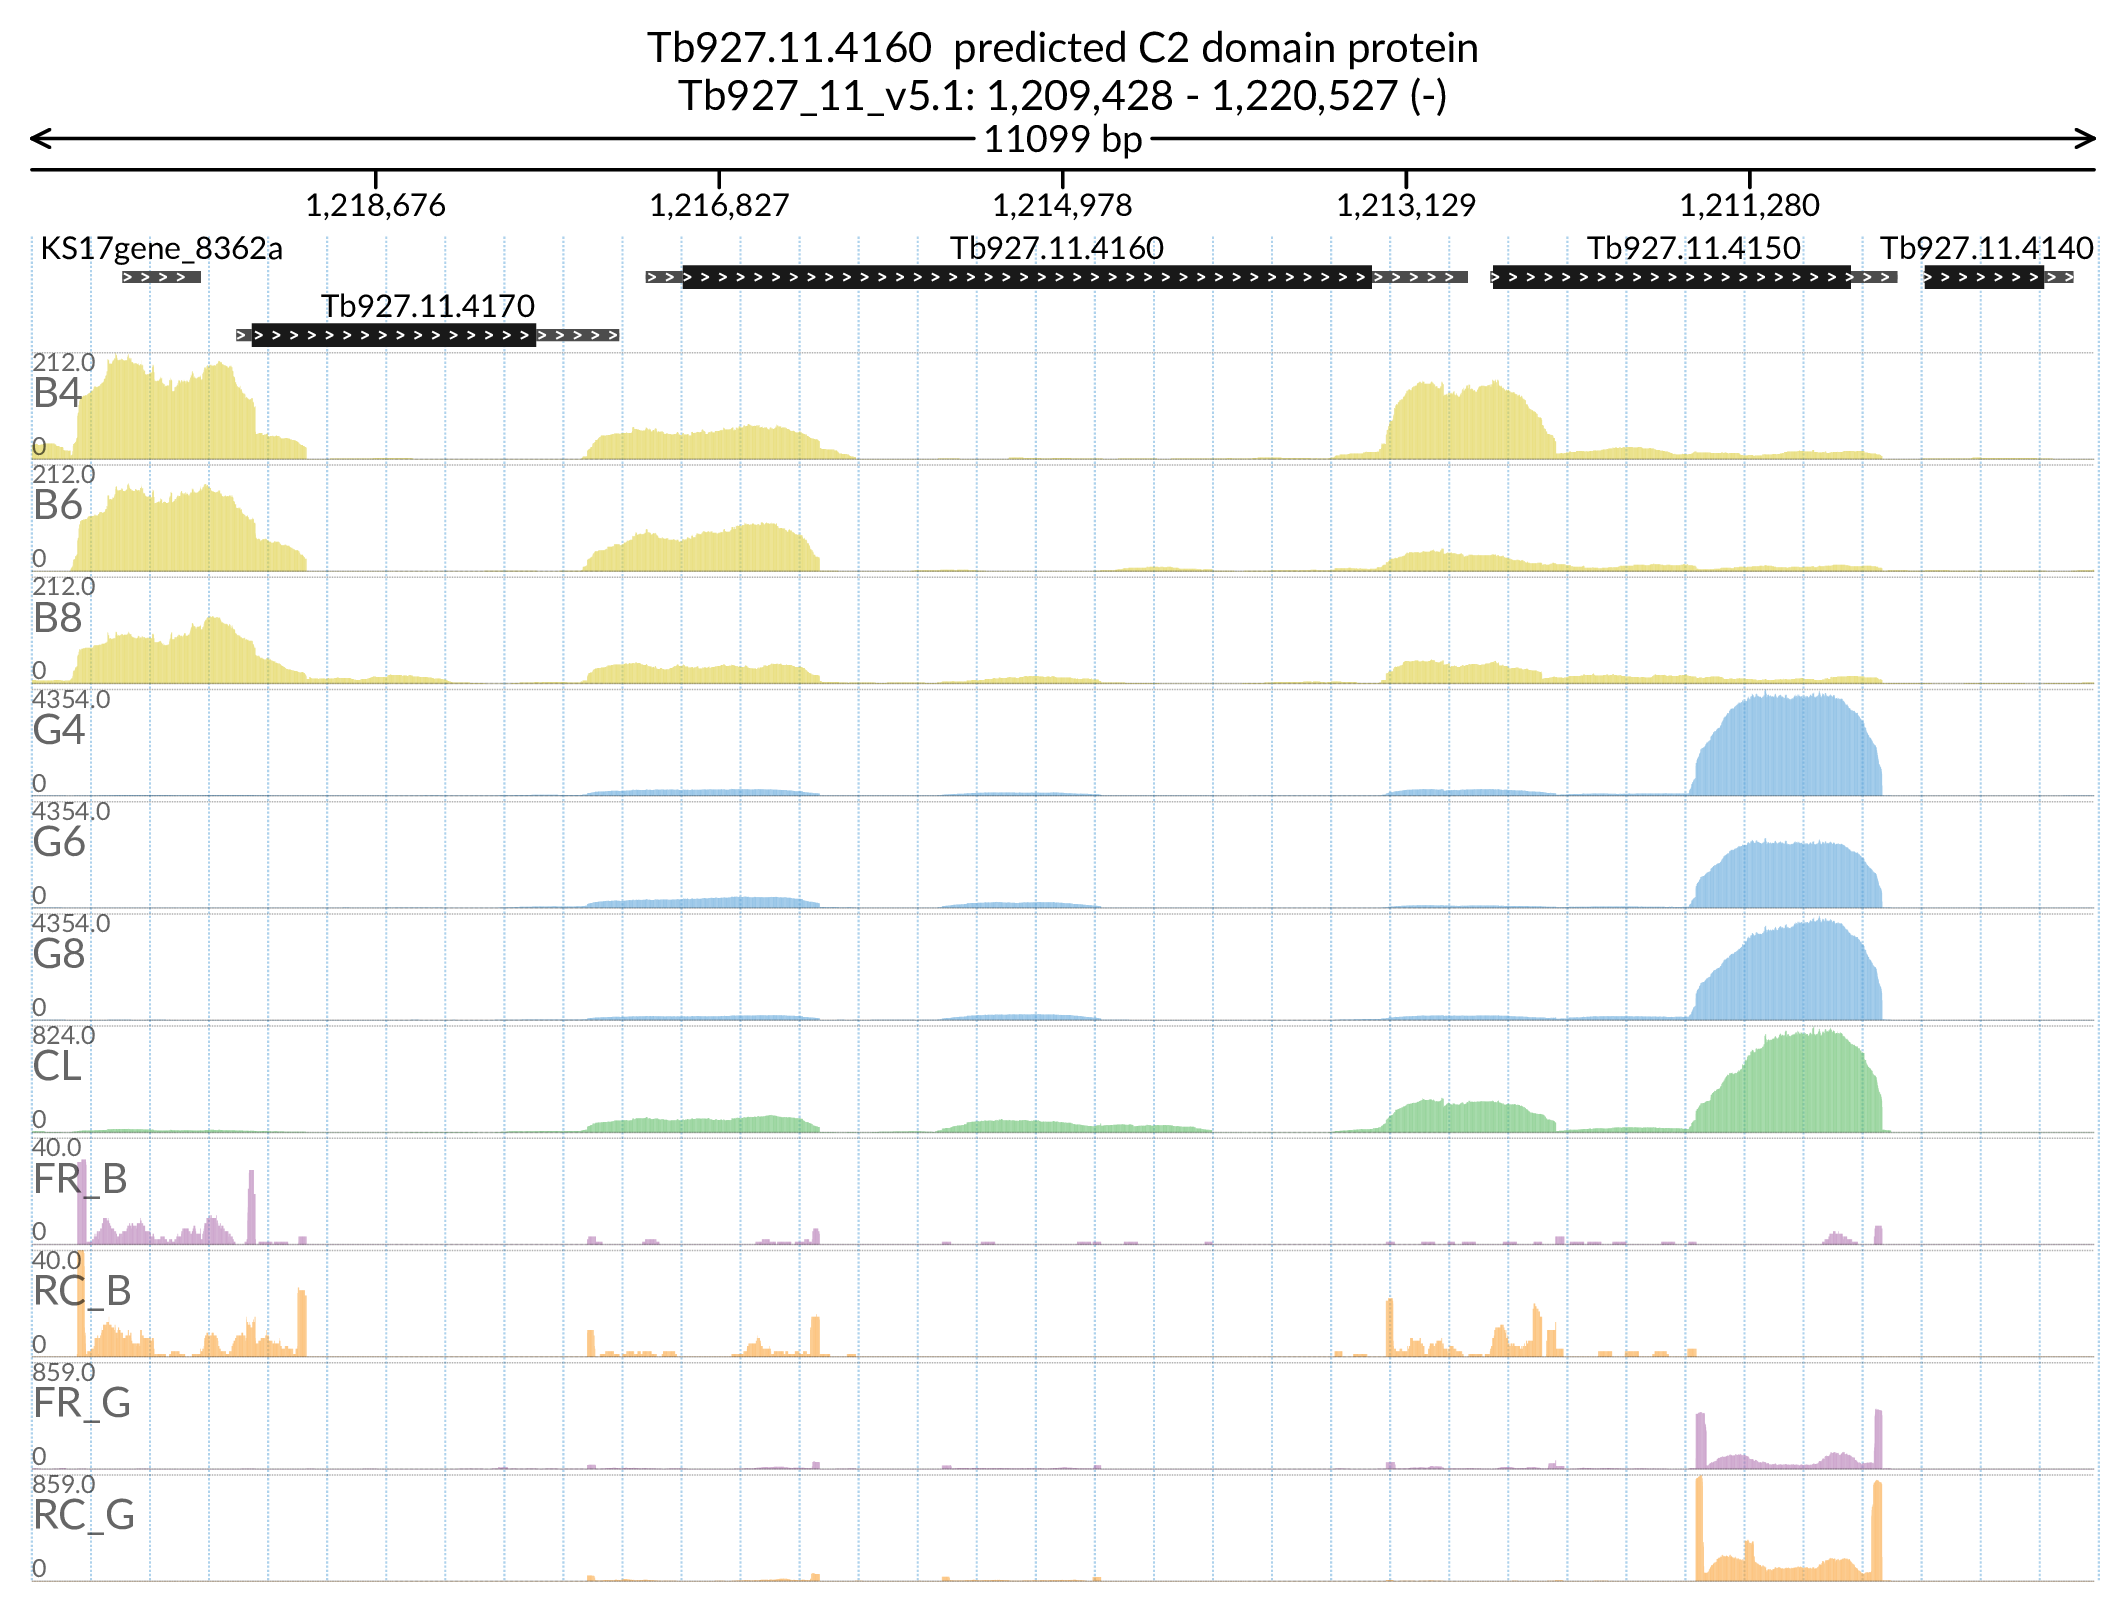 Tb927.11.4160 predicted C2 domain protein
Tb927_11_v5.1: 1,209,428 - 1,220,527 (-)
11099 bp
1,218,676 1,216,827 1,214,978 1,213,129 1,211,280
KS17gene_8362a Tb927.11.4160 Tb927.11.4150 Tb927.11.4140
Tb927.11.4170
212.0
B4
0
212.0
B6
0
212.0
B8
0
4354.0
G4
0
4354.0
G6
0
4354.0
G8
0
824.0
CL
0
40.0
FR_B
0
40.0
RC_B
0
859.0
FR_G
0
859.0
RC_G
0